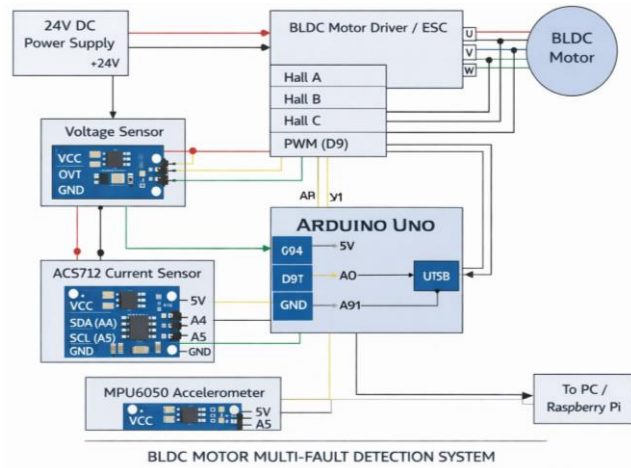 24V DC
Power Supply
+24V
BLDC Motor Driver / ESC
U
V
W
BLDC
Motor
Hall A
Hall B
Hall C
PWM (D9)
Voltage Sensor
VCC
OVT
GND
AR
V1
ARDUINO UNO
G94
5V
D9T
A0
UTSB
GND
A91
ACS712 Current Sensor
VCC
5V
SDA (AA)
A4
SCL (A5)
A5
GND
GND
MPU6050 Accelerometer
VCC
5V
A5
To PC /
Raspberry Pi
BLDC MOTOR MULTI-FAULT DETECTION SYSTEM